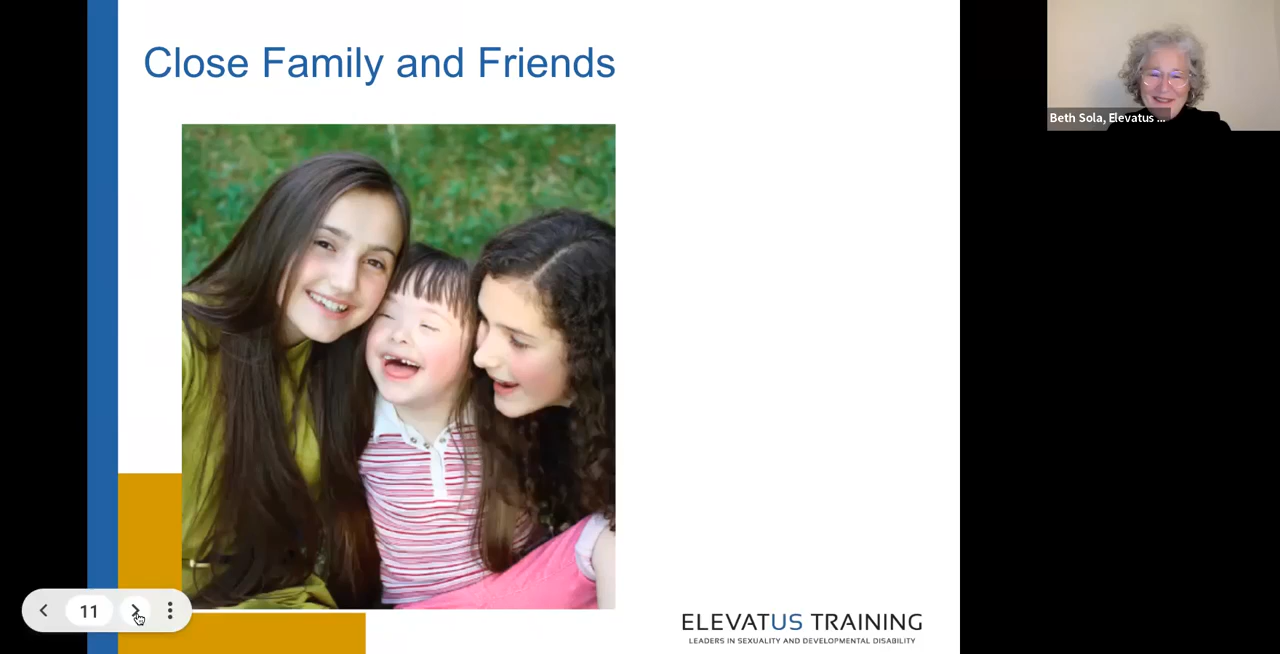 Close Family and Friends
Beth Sola, Elevatus ...
11
ELEVATUS TRAINING
LEADERS IN SEXUALITY AND DEVELOPMENTAL DISABILITY